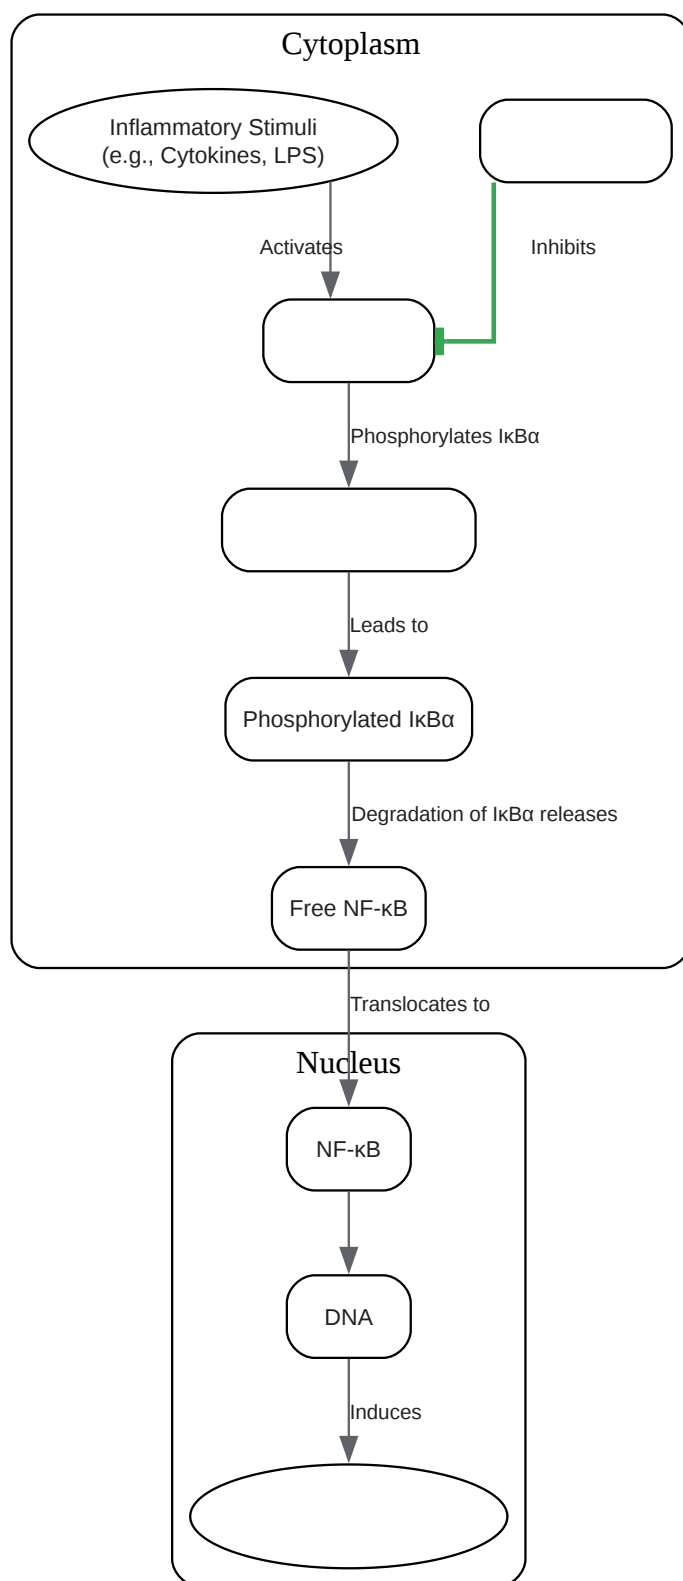 Cytoplasm
Inflammatory Stimuli
(e.g., Cytokines, LPS)
Activates
Inhibits
Phosphorylates IκBα
Leads to
Phosphorylated IκBα
Degradation of IκBα releases
Free NF-κB
Translocates to
Nucleus
NF-κB
DNA
Induces